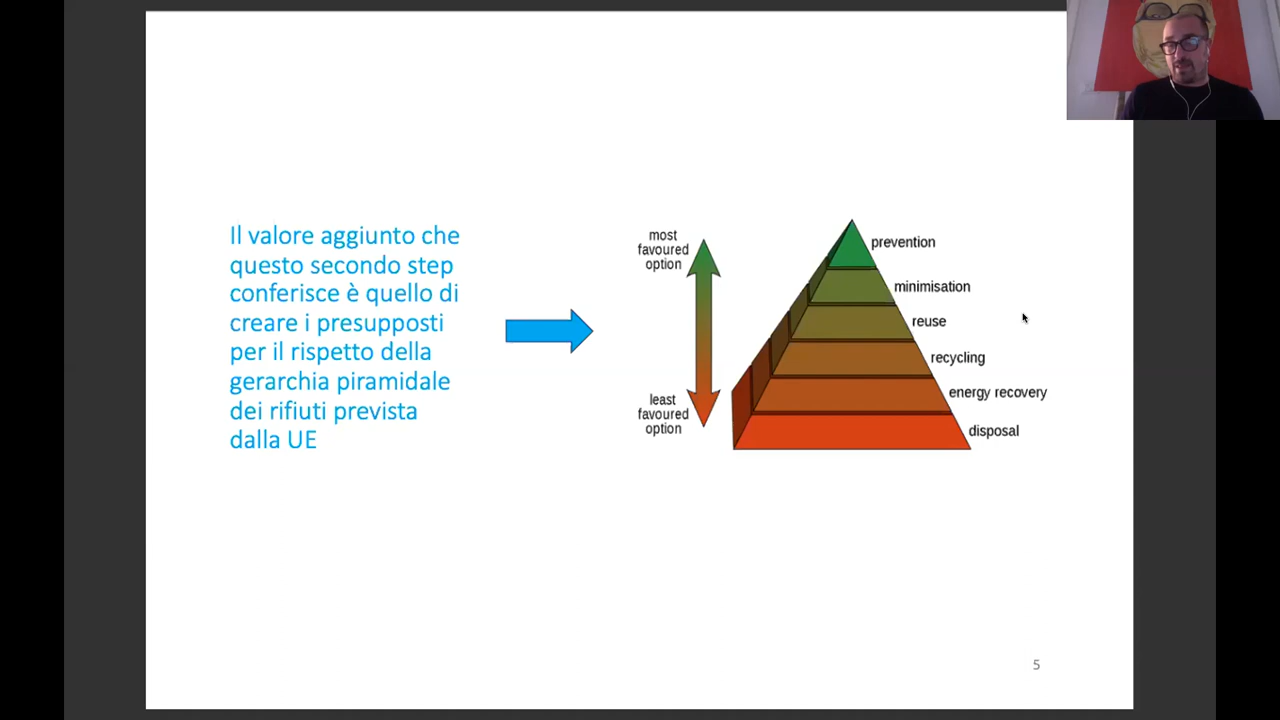 Il valore aggiunto che
questo secondo step
conferisce è quello di
creare i presupposti
per il rispetto della
gerarchia piramidale
dei rifiuti prevista
dalla UE
most
favoured
option
least
favoured
option
prevention
minimisation
reuse
recycling
energy recovery
disposal
5